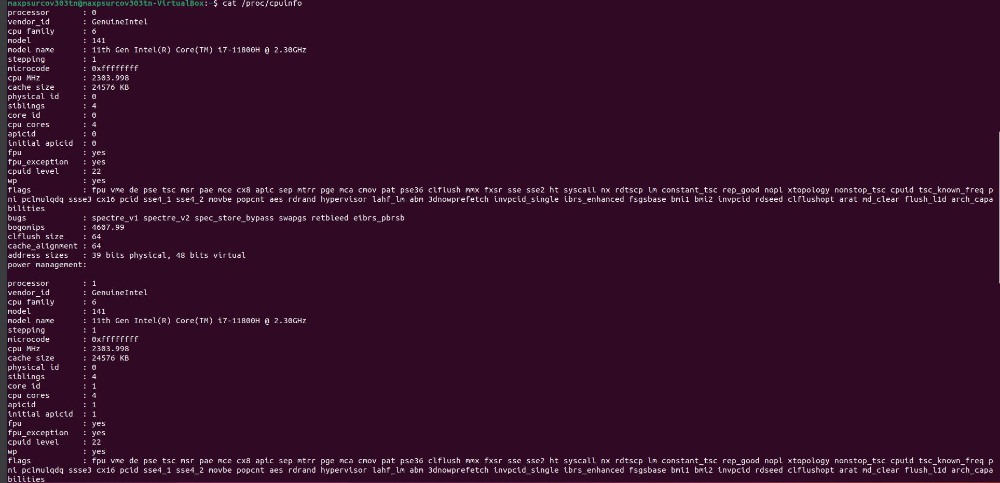 maxpsurcov303tn@maxpsurcov303tn-VirtualBox:~$ cat /proc/cpuinfo
processor       : 0
vendor_id       : GenuineIntel
cpu family      : 6
model           : 141
model name      : 11th Gen Intel(R) Core(TM) i7-11800H @ 2.30GHz
stepping        : 1
microcode       : 0xffffffff
cpu MHz         : 2303.998
cache size      : 24576 KB
physical id     : 0
siblings        : 4
core id         : 0
cpu cores       : 4
apicid          : 0
initial apicid  : 0
fpu             : yes
fpu_exception   : yes
cpuid level     : 22
wp              : yes
flags           : fpu vme de pse tsc msr pae mce cx8 apic sep mtrr pge mca cmov pat pse36 clflush mmx fxsr sse sse2 ht syscall nx rdtscp lm constant_tsc rep_good nopl xtopology nonstop_tsc cpuid tsc_known_freq p
ni pclmulqdq ssse3 cx16 pcid sse4_1 sse4_2 movbe popcnt aes rdrand hypervisor lahf_lm abm 3dnowprefetch invpcid_single ibrs_enhanced fsgsbase bmi1 bmi2 invpcid rdseed clflushopt arat md_clear flush_l1d arch_capa
bilities
bugs            : spectre_v1 spectre_v2 spec_store_bypass swapgs retbleed eibrs_pbrsb
bogomips        : 4607.99
clflush size    : 64
cache_alignment : 64
address sizes   : 39 bits physical, 48 bits virtual
power management:

processor       : 1
vendor_id       : GenuineIntel
cpu family      : 6
model           : 141
model name      : 11th Gen Intel(R) Core(TM) i7-11800H @ 2.30GHz
stepping        : 1
microcode       : 0xffffffff
cpu MHz         : 2303.998
cache size      : 24576 KB
physical id     : 0
siblings        : 4
core id         : 1
cpu cores       : 4
apicid          : 1
initial apicid  : 1
fpu             : yes
fpu_exception   : yes
cpuid level     : 22
wp              : yes
flags           : fpu vme de pse tsc msr pae mce cx8 apic sep mtrr pge mca cmov pat pse36 clflush mmx fxsr sse sse2 ht syscall nx rdtscp lm constant_tsc rep_good nopl xtopology nonstop_tsc cpuid tsc_known_freq p
ni pclmulqdq ssse3 cx16 pcid sse4_1 sse4_2 movbe popcnt aes rdrand hypervisor lahf_lm abm 3dnowprefetch invpcid_single ibrs_enhanced fsgsbase bmi1 bmi2 invpcid rdseed clflushopt arat md_clear flush_l1d arch_capa
bilities